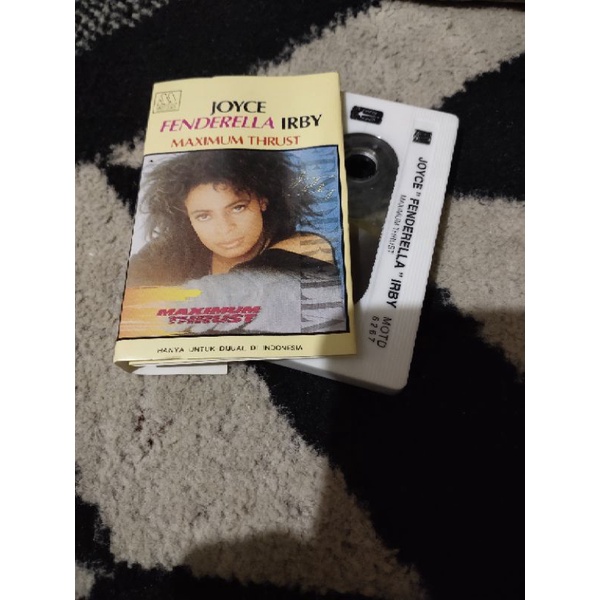 JOYCE
FENDERELLA IRBY
MAXIMUM THRUST
MAXIMUM
THRUST
HANYA UNTUK DIJUAL DI INDONESIA
JOYCE " FENDERELLA " IRBY
MAXIMUM THRUST
MOTD
6267